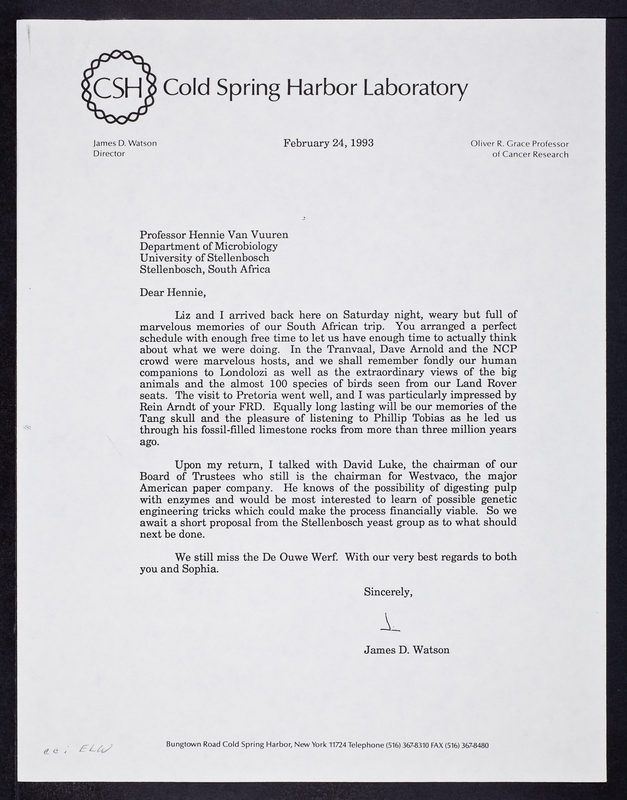 CSH Cold Spring Harbor Laboratory
James D. Watson
Director
February 24, 1993
Oliver R. Grace Professor
of Cancer Research
Professor Hennie Van Vuuren
Department of Microbiology
University of Stellenbosch
Stellenbosch, South Africa
Dear Hennie,
Liz and I arrived back here on Saturday night, weary but full of
marvelous memories of our South African trip. You arranged a perfect
schedule with enough free time to let us have enough time to actually think
about what we were doing. In the Tranvaal, Dave Arnold and the NCP
crowd were marvelous hosts, and we shall remember fondly our human
companions to Londolozi as well as the extraordinary views of the big
animals and the almost 100 species of birds seen from our Land Rover
seats. The visit to Pretoria went well, and I was particularly impressed by
Rein Arndt of your FRD. Equally long lasting will be our memories of the
Tang skull and the pleasure of listening to Phillip Tobias as he led us
through his fossil-filled limestone rocks from more than three million years
ago.
Upon my return, I talked with David Luke, the chairman of our
Board of Trustees who still is the chairman for Westvaco, the major
American paper company. He knows of the possibility of digesting pulp
with enzymes and would be most interested to learn of possible genetic
engineering tricks which could make the process financially viable. So we
await a short proposal from the Stellenbosch yeast group as to what should
next be done.
We still miss the De Ouwe Werf. With our very best regards to both
you and Sophia.
Sincerely,
J.
James D. Watson
cc: ELW
Bungtown Road Cold Spring Harbor, New York 11724 Telephone (516) 367-8310 FAX (516) 367-8480